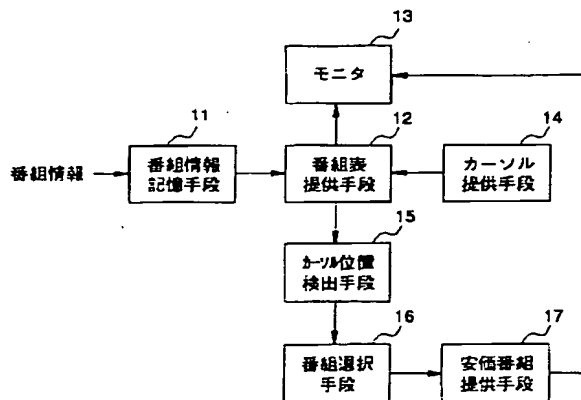 13
モニタ
11
12
14
番組情報
番組情報
記憶手段
番組表
提供手段
カーソル
提供手段
15
カーソル位置
検出手段
16
17
番組選択
手段
安価番組
提供手段